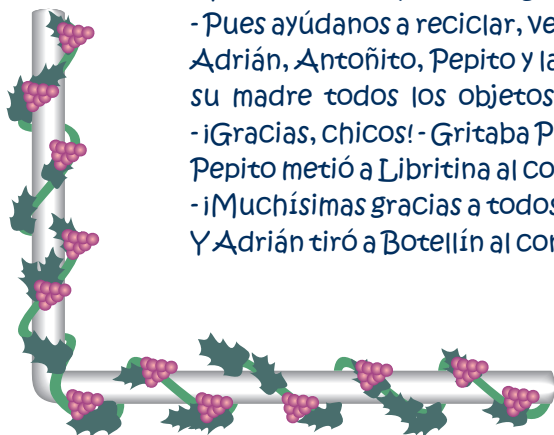 - Pues ayúdanos a reciclar, ve
Adrián, Antoñito, Pepito y la
su madre todos los objetos
- ¡Gracias, chicos! - Gritaba P
Pepito metió a Libritina al co
- ¡Muchísimas gracias a todos
Y Adrián tiró a Botellín al con